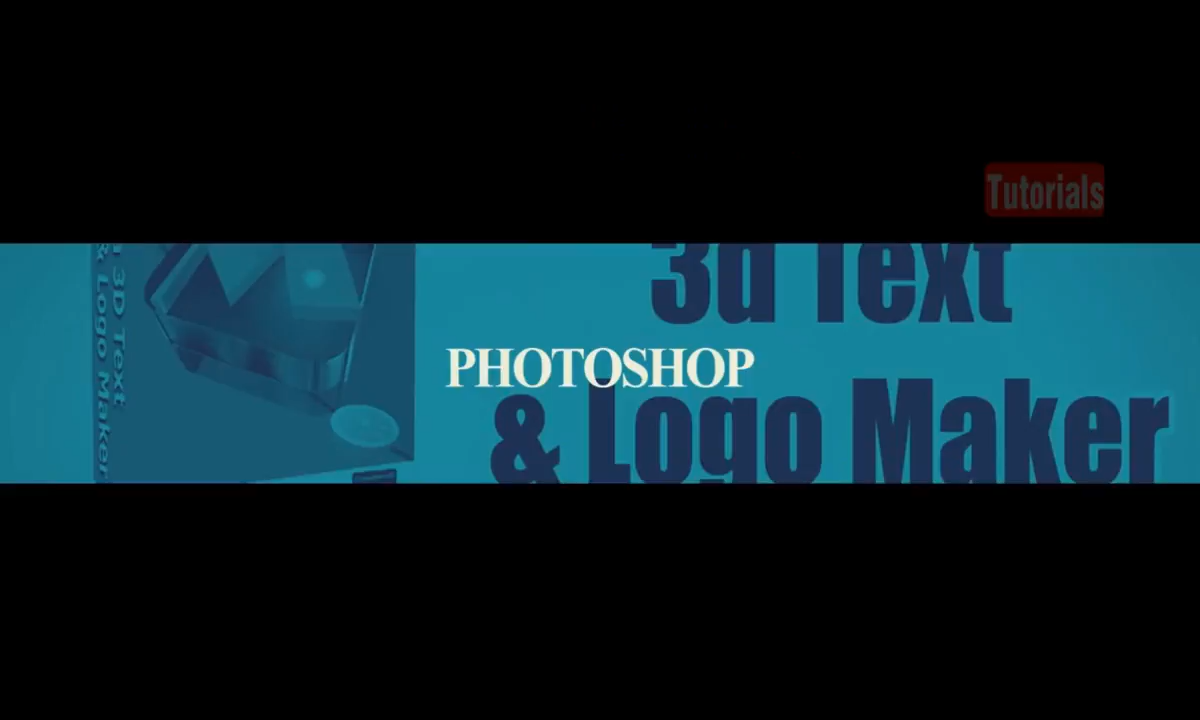 Tutorials
3d Text
& Logo Maker
PHOTOSHOP
3D Text
& Logo Maker